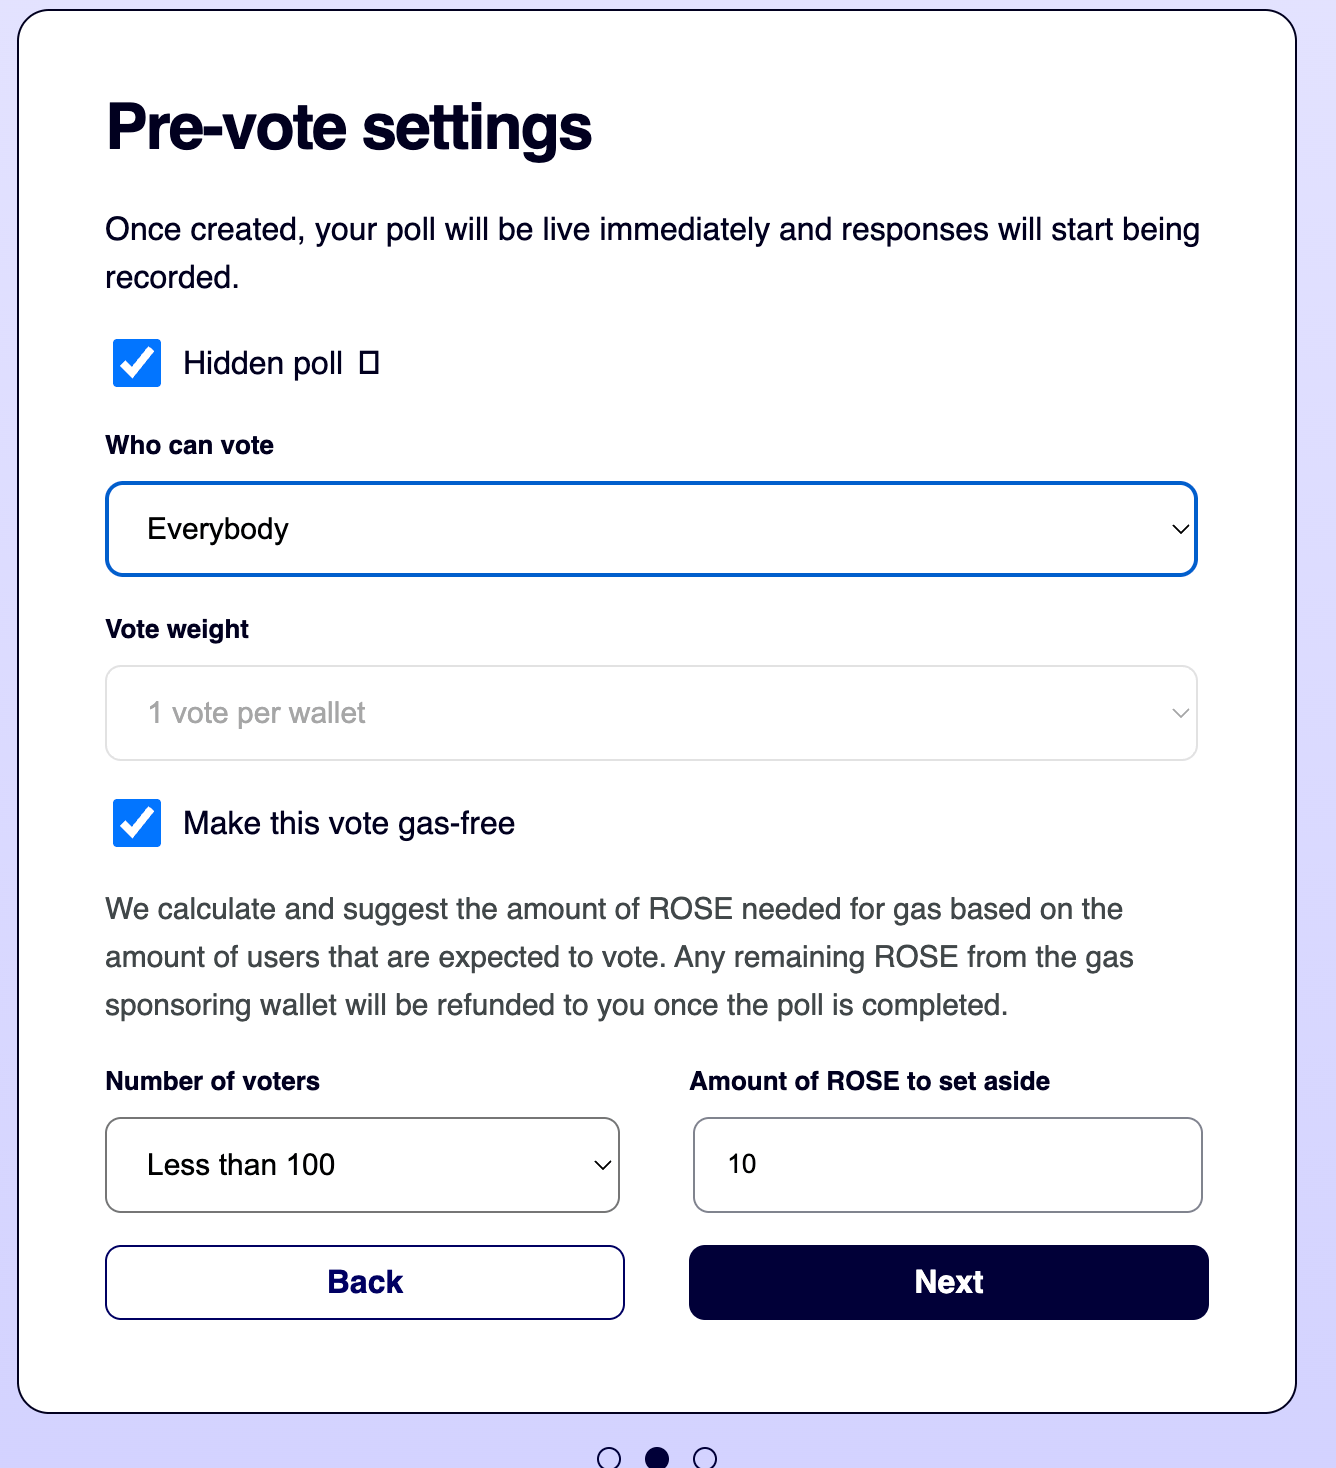 Pre-vote settings
Once created, your poll will be live immediately and responses will start being
recorded.
Hidden poll
Who can vote
Everybody
Vote weight
1 vote per wallet
Make this vote gas-free
We calculate and suggest the amount of ROSE needed for gas based on the
amount of users that are expected to vote. Any remaining ROSE from the gas
sponsoring wallet will be refunded to you once the poll is completed.
Number of voters
Amount of ROSE to set aside
Less than 100
10
Back
Next